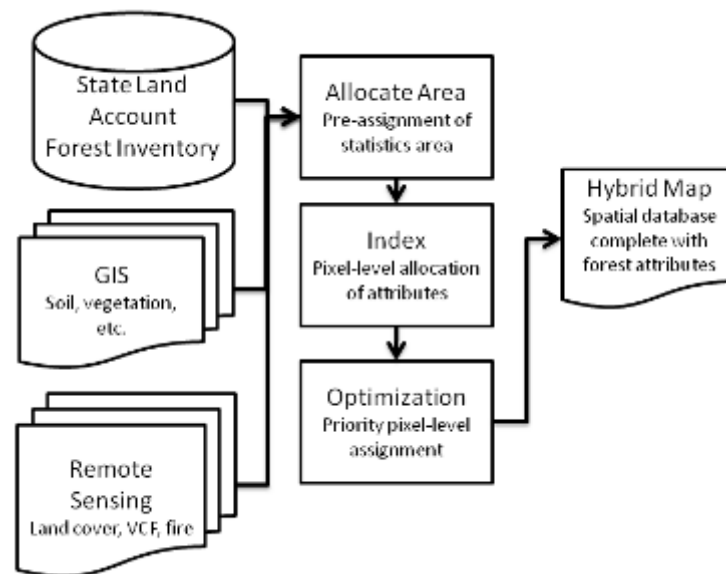 State Land
Account
Forest Inventory
GIS
Soil, vegetation,
etc.
Remote
Sensing
Land cover, VCF, fire
Allocate Area
Pre-assignment of
statistics area
Index
Pixel-level allocation
of attributes
Optimization
Priority pixel-level
assignment
Hybrid Map
Spatial database
complete with
forest attributes